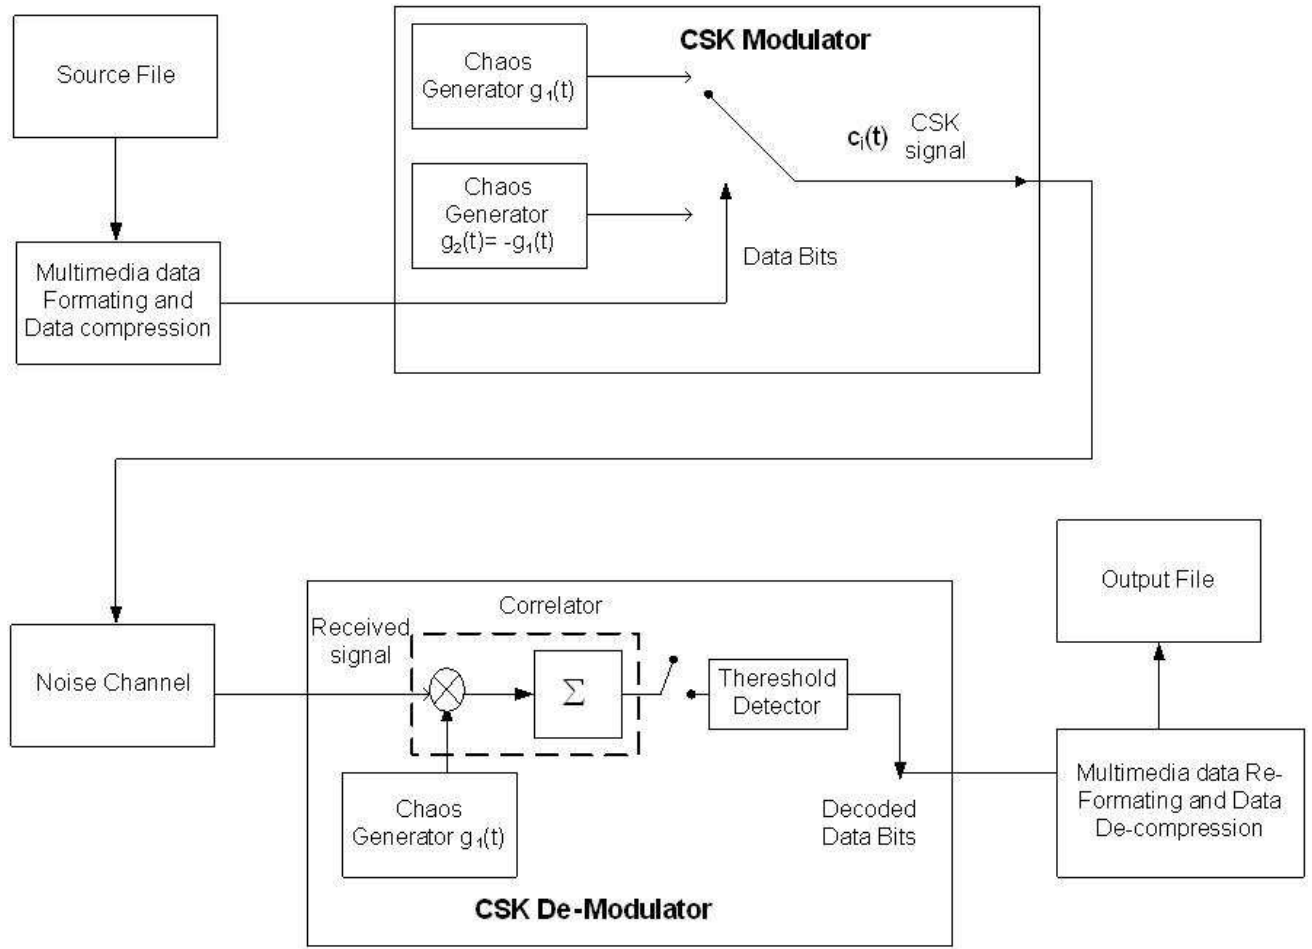 Source File
Multimedia data
Formating and
Data compression
CSK Modulator
Chaos
Generator g₁(t)
Chaos
Generator
g₂(t)= -g₁(t)
Data Bits
cᵢ(t)
CSK
signal
Noise Channel
Received
signal
Correlator
Σ
Chaos
Generator g₁(t)
Thereshold
Detector
Decoded
Data Bits
CSK De-Modulator
Output File
Multimedia data Re-
Formating and Data
De-compression